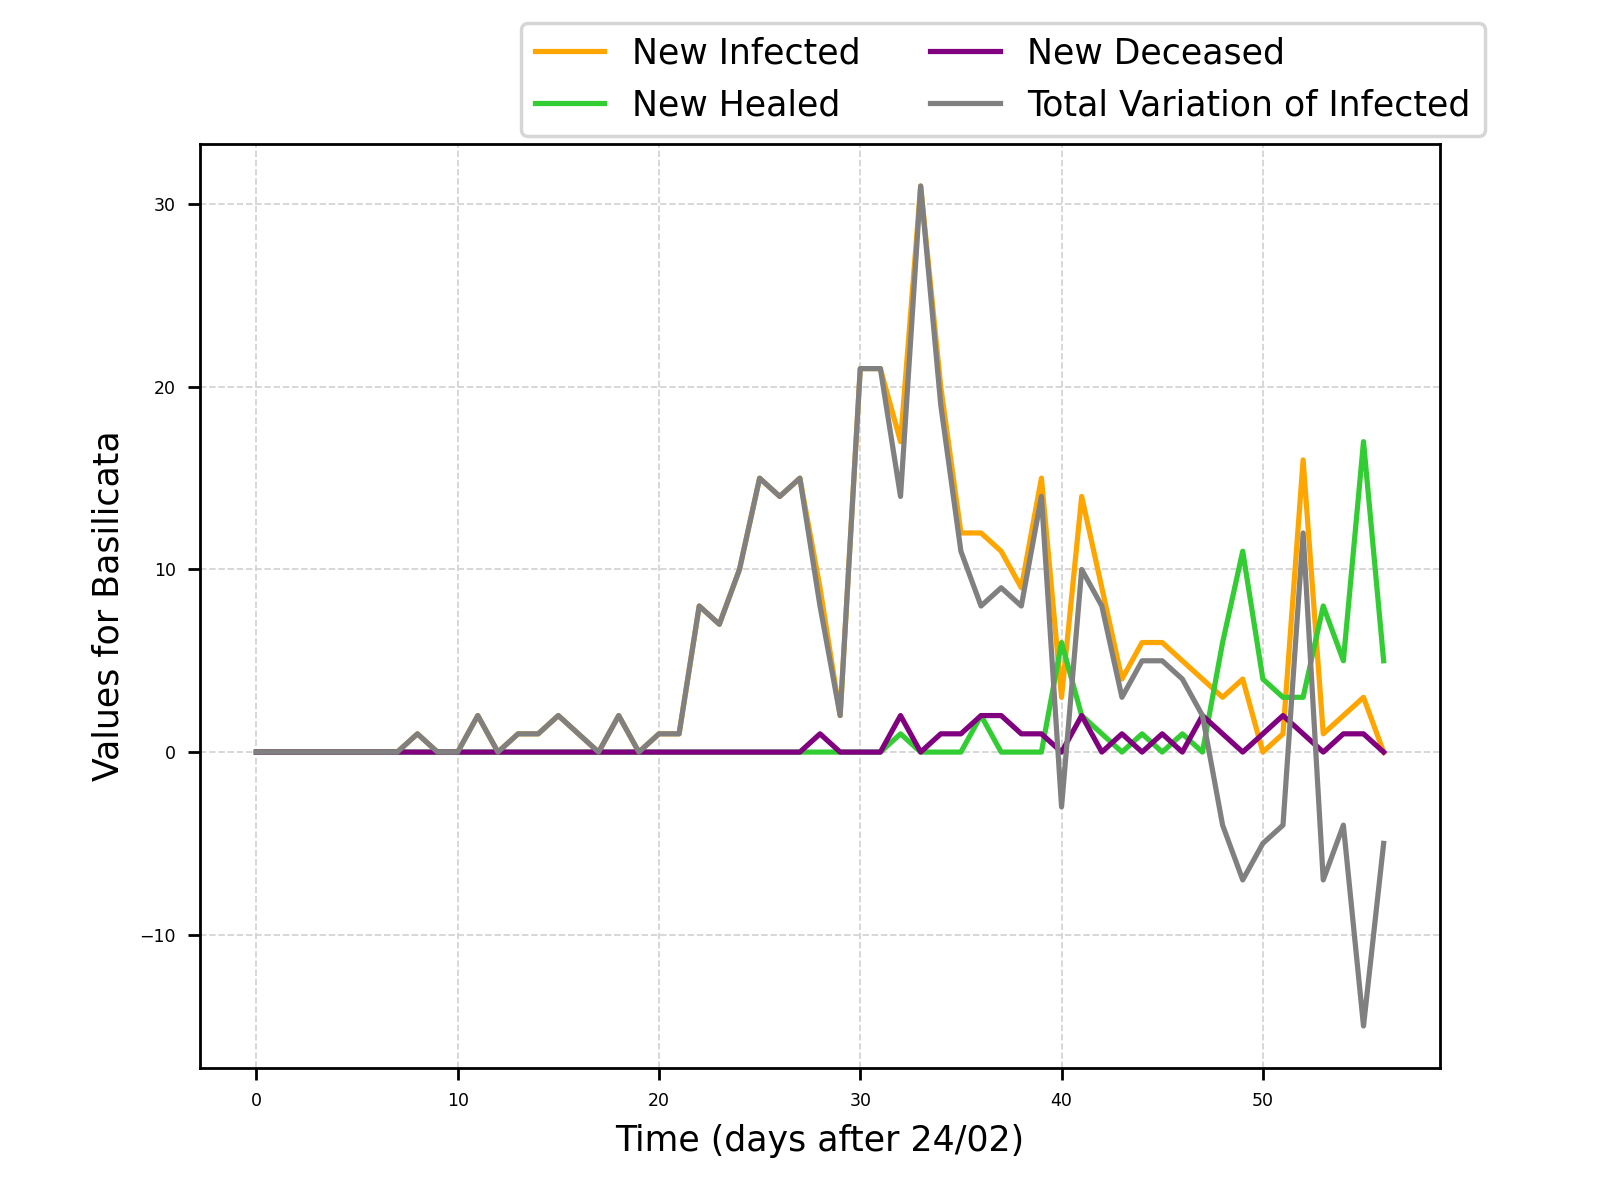 New Infected
New Healed
New Deceased
Total Variation of Infected
30
20
10
0
−10
Values for Basilicata
0 10 20 30 40 50
Time (days after 24/02)